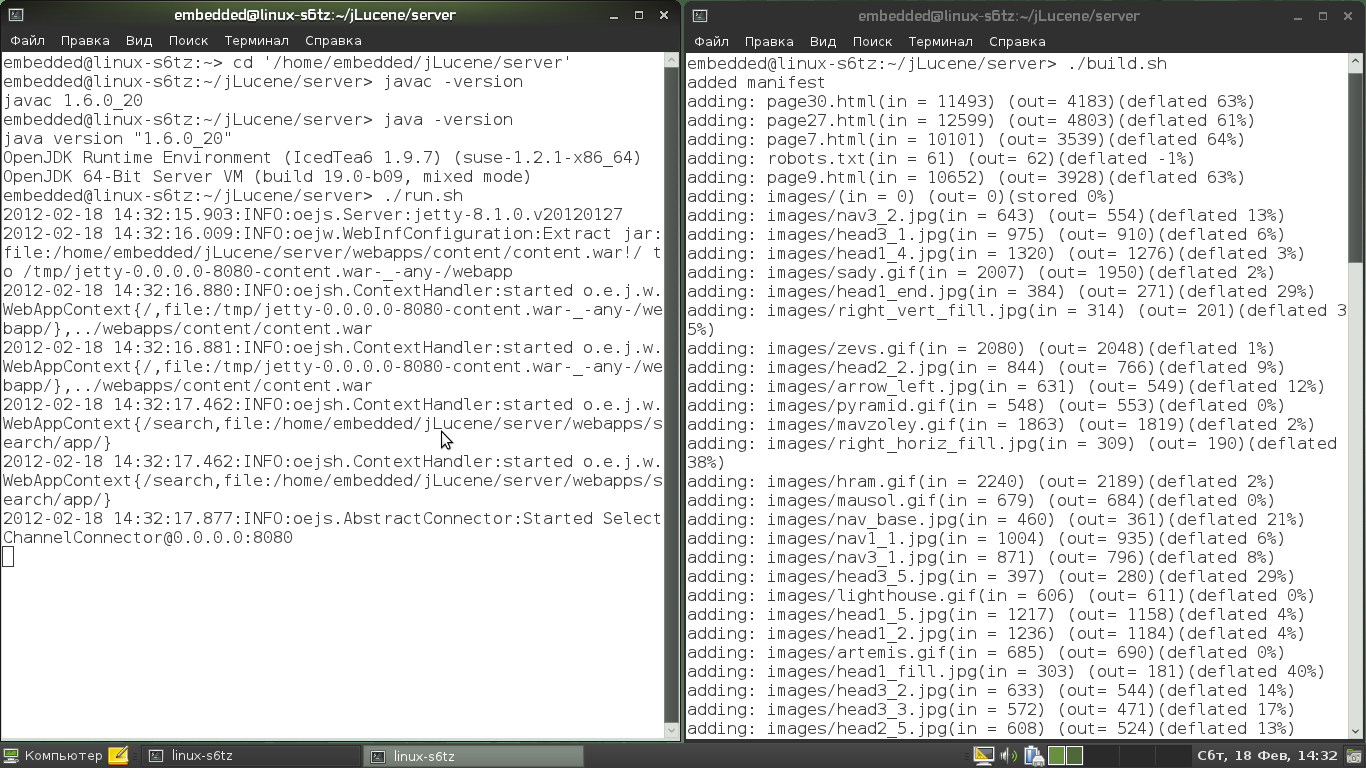 embedded@linux-s6tz:~/jLucene/server
Файл Правка Вид Поиск Терминал Справка
embedded@linux-s6tz:~> cd '/home/embedded/jLucene/server'
embedded@linux-s6tz:~/jLucene/server> javac -version
javac 1.6.0_20
embedded@linux-s6tz:~/jLucene/server> java -version
java version "1.6.0_20"
OpenJDK Runtime Environment (IcedTea6 1.9.7) (suse-1.2.1-x86_64)
OpenJDK 64-Bit Server VM (build 19.0-b09, mixed mode)
embedded@linux-s6tz:~/jLucene/server> ./run.sh
2012-02-18 14:32:15.903:INFO:oejs.Server:jetty-8.1.0.v20120127
2012-02-18 14:32:16.009:INFO:oejw.WebInfConfiguration:Extract jar:
file:/home/embedded/jLucene/server/webapps/content/content.war!/ t
o /tmp/jetty-0.0.0.0-8080-content.war-_-any-/webapp
2012-02-18 14:32:16.880:INFO:oejsh.ContextHandler:started o.e.j.w.
WebAppContext{/,file:/tmp/jetty-0.0.0.0-8080-content.war-_-any-/we
bapp/},../webapps/content/content.war
2012-02-18 14:32:16.881:INFO:oejsh.ContextHandler:started o.e.j.w.
WebAppContext{/,file:/tmp/jetty-0.0.0.0-8080-content.war-_-any-/we
bapp/},../webapps/content/content.war
2012-02-18 14:32:17.462:INFO:oejsh.ContextHandler:started o.e.j.w.
WebAppContext{/search,file:/home/embedded/jLucene/server/webapps/s
earch/app/}
2012-02-18 14:32:17.462:INFO:oejsh.ContextHandler:started o.e.j.w.
WebAppContext{/search,file:/home/embedded/jLucene/server/webapps/s
earch/app/}
2012-02-18 14:32:17.877:INFO:oejs.AbstractConnector:Started Select
ChannelConnector@0.0.0.0:8080
embedded@linux-s6tz:~/jLucene/server
Файл Правка Вид Поиск Терминал Справка
embedded@linux-s6tz:~/jLucene/server> ./build.sh
added manifest
adding: page30.html(in = 11493) (out= 4183)(deflated 63%)
adding: page27.html(in = 12599) (out= 4803)(deflated 61%)
adding: page7.html(in = 10101) (out= 3539)(deflated 64%)
adding: robots.txt(in = 61) (out= 62)(deflated -1%)
adding: page9.html(in = 10652) (out= 3928)(deflated 63%)
adding: images/(in = 0) (out= 0)(stored 0%)
adding: images/nav3_2.jpg(in = 643) (out= 554)(deflated 13%)
adding: images/head3_1.jpg(in = 975) (out= 910)(deflated 6%)
adding: images/head1_4.jpg(in = 1320) (out= 1276)(deflated 3%)
adding: images/sady.gif(in = 2007) (out= 1950)(deflated 2%)
adding: images/head1_end.jpg(in = 384) (out= 271)(deflated 29%)
adding: images/right_vert_fill.jpg(in = 314) (out= 201)(deflated 3
5%)
adding: images/zevs.gif(in = 2080) (out= 2048)(deflated 1%)
adding: images/head2_2.jpg(in = 844) (out= 766)(deflated 9%)
adding: images/arrow_left.jpg(in = 631) (out= 549)(deflated 12%)
adding: images/pyramid.gif(in = 548) (out= 553)(deflated 0%)
adding: images/mavzoley.gif(in = 1863) (out= 1819)(deflated 2%)
adding: images/right_horiz_fill.jpg(in = 309) (out= 190)(deflated
38%)
adding: images/hram.gif(in = 2240) (out= 2189)(deflated 2%)
adding: images/mausol.gif(in = 679) (out= 684)(deflated 0%)
adding: images/nav_base.jpg(in = 460) (out= 361)(deflated 21%)
adding: images/nav1_1.jpg(in = 1004) (out= 935)(deflated 6%)
adding: images/nav3_1.jpg(in = 871) (out= 796)(deflated 8%)
adding: images/head3_5.jpg(in = 397) (out= 280)(deflated 29%)
adding: images/lighthouse.gif(in = 606) (out= 611)(deflated 0%)
adding: images/head1_5.jpg(in = 1217) (out= 1158)(deflated 4%)
adding: images/head1_2.jpg(in = 1236) (out= 1184)(deflated 4%)
adding: images/artemis.gif(in = 685) (out= 690)(deflated 0%)
adding: images/head1_fill.jpg(in = 303) (out= 181)(deflated 40%)
adding: images/head3_2.jpg(in = 633) (out= 544)(deflated 14%)
adding: images/head3_3.jpg(in = 572) (out= 471)(deflated 17%)
adding: images/head2_5.jpg(in = 608) (out= 524)(deflated 13%)
Компьютер linux-s6tz linux-s6tz Сбт, 18 Фев, 14:32